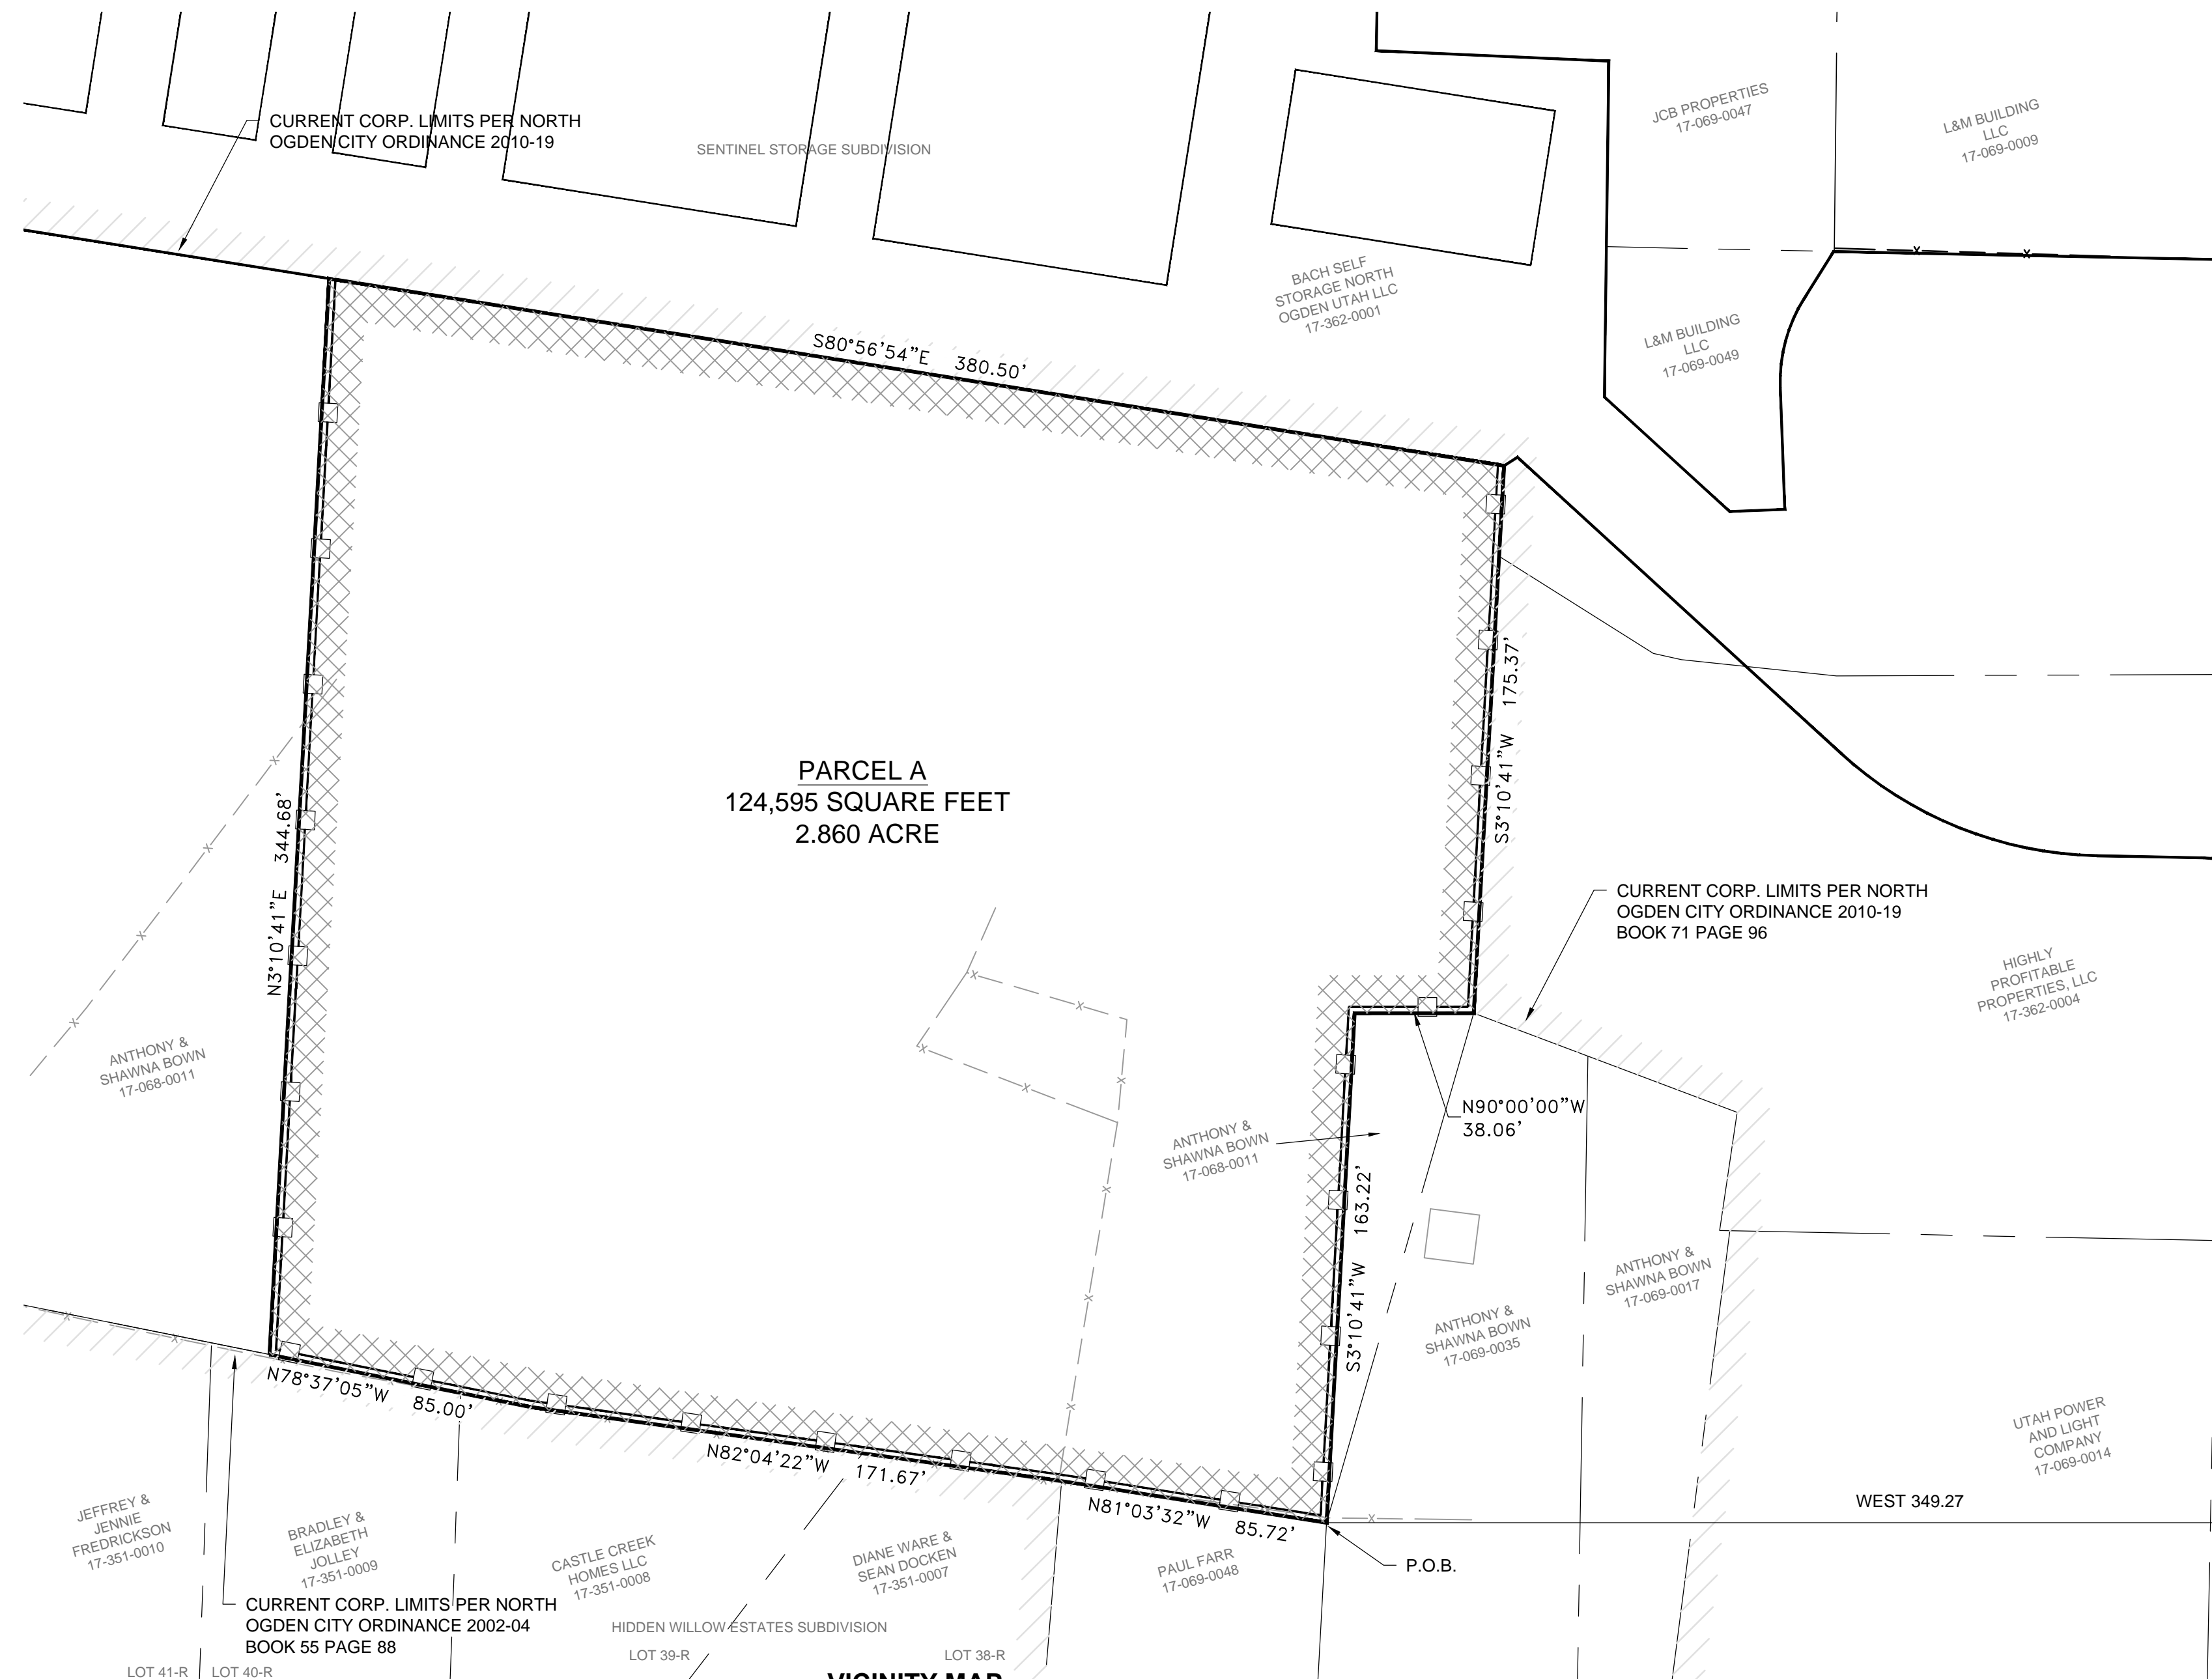 CURRENT CORP. LIMITS PER NORTH
OGDEN CITY ORDINANCE 2010-19
SENTINEL STORAGE SUBDIVISION
JCB PROPERTIES
17-069-0047
L&M BUILDING
LLC
17-069-0009
BACH SELF
STORAGE NORTH
OGDEN UTAH LLC
17-362-0001
L&M BUILDING
LLC
17-069-0049
S80°56'54"E 380.50'
S3°10'41"W 175.37'
PARCEL A
124,595 SQUARE FEET
2.860 ACRE
N3°10'41"E 344.68'
CURRENT CORP. LIMITS PER NORTH
OGDEN CITY ORDINANCE 2010-19
BOOK 71 PAGE 96
HIGHLY
PROFITABLE
PROPERTIES, LLC
17-362-0004
ANTHONY &
SHAWNA BOWN
17-068-0011
ANTHONY &
SHAWNA BOWN
17-068-0011
N90°00'00"W
38.06'
S3°10'41"W 163.22'
ANTHONY &
SHAWNA BOWN
17-069-0017
ANTHONY &
SHAWNA BOWN
17-069-0035
N78°37'05"W 85.00'
N82°04'22"W 171.67'
N81°03'32"W 85.72'
UTAH POWER
AND LIGHT
COMPANY
17-069-0014
WEST 349.27
P.O.B.
JEFFREY &
JENNIE
FREDRICKSON
17-351-0010
BRADLEY &
ELIZABETH
JOLLEY
17-351-0009
CASTLE CREEK
HOMES LLC
17-351-0008
DIANE WARE &
SEAN DOCKEN
17-351-0007
PAUL FARR
17-069-0048
CURRENT CORP. LIMITS PER NORTH
OGDEN CITY ORDINANCE 2002-04
BOOK 55 PAGE 88
HIDDEN WILLOW ESTATES SUBDIVISION
LOT 39-R
LOT 38-R
LOT 41-R
LOT 40-R
VICINITY MAP